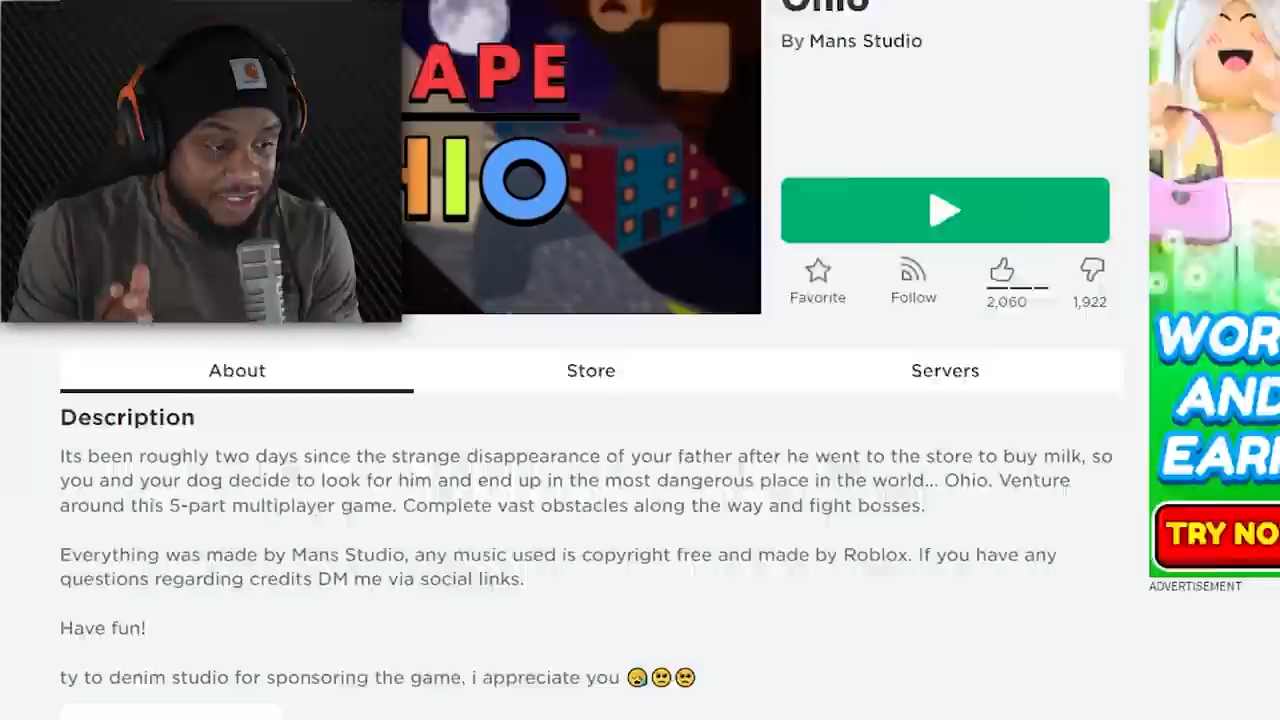 Ohio
By Mans Studio
APE
HIO
Favorite
Follow
2,060
1,922
About
Store
Servers
Description
Its been roughly two days since the strange disappearance of your father after he went to the store to buy milk, so
you and your dog decide to look for him and end up in the most dangerous place in the world... Ohio. Venture
around this 5-part multiplayer game. Complete vast obstacles along the way and fight bosses.
Everything was made by Mans Studio, any music used is copyright free and made by Roblox. If you have any
questions regarding credits DM me via social links.
Have fun!
ty to denim studio for sponsoring the game, i appreciate you 😥🥺🥺
WOR
AND
EAR
TRY NO
ADVERTISEMENT